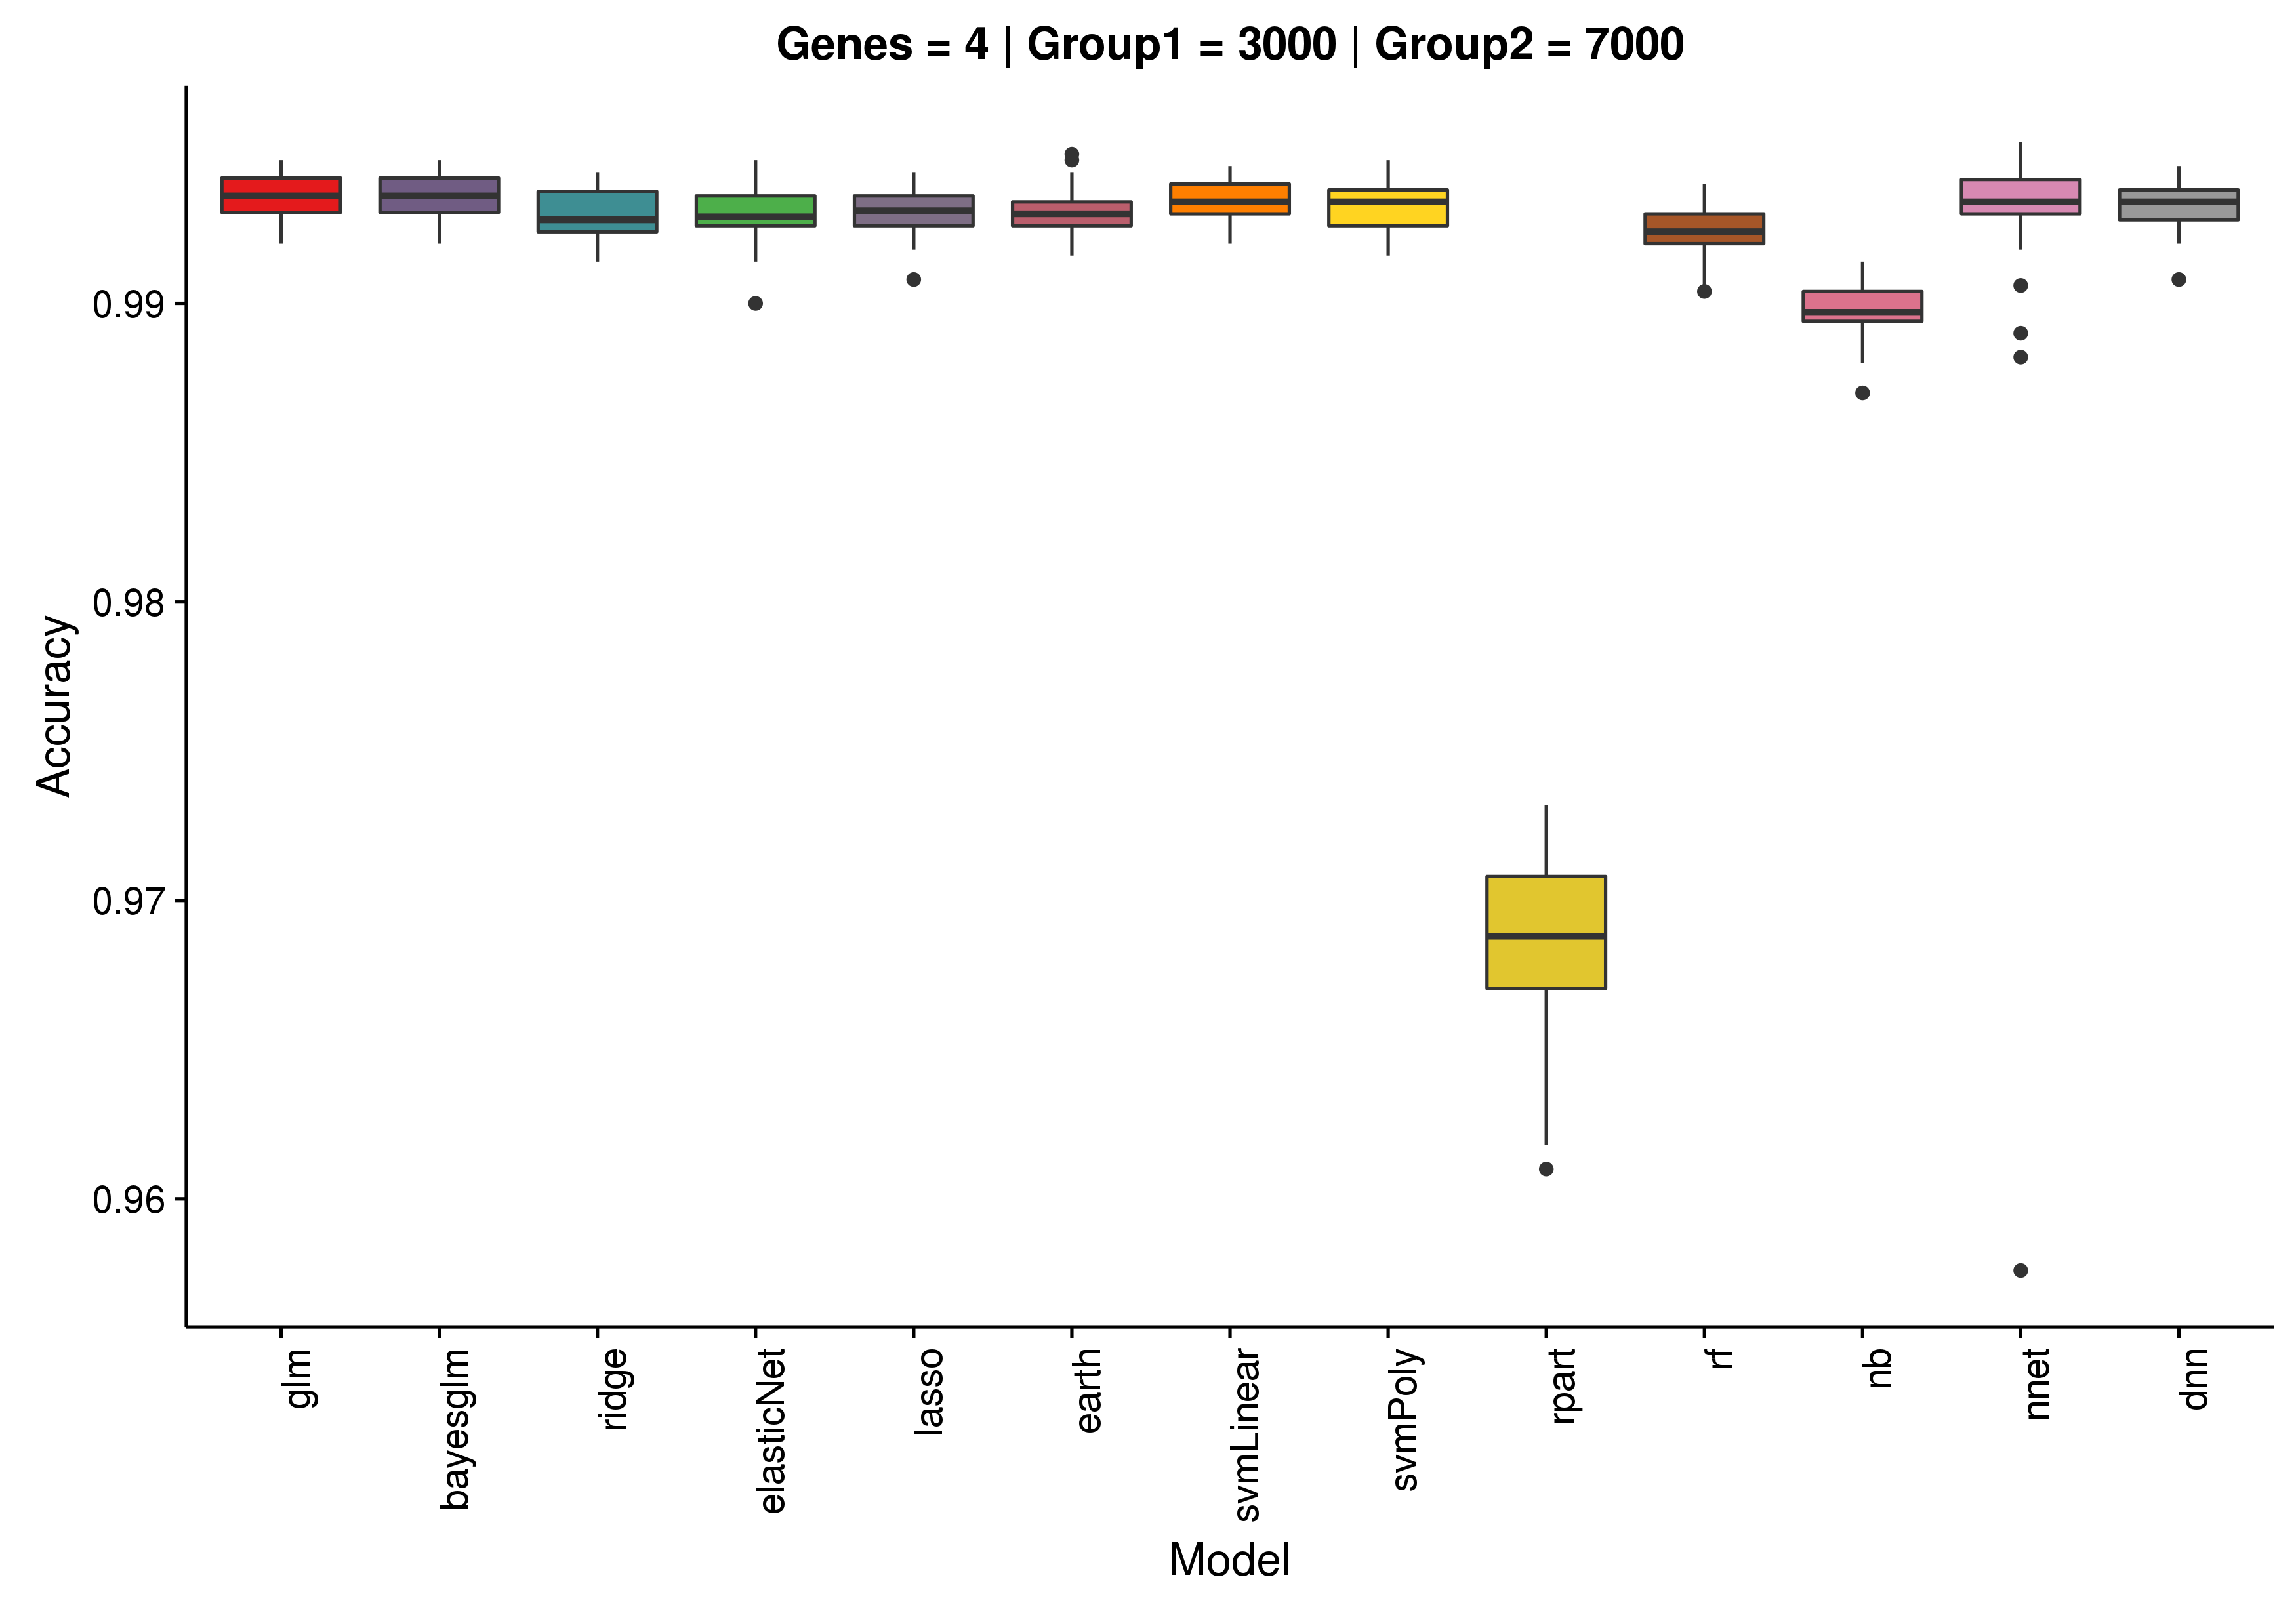 Genes = 4 | Group1 = 3000 | Group2 = 7000
Accuracy
0.99
0.98
0.97
0.96
glm
bayesglm
ridge
elasticNet
lasso
earth
svmLinear
svmPoly
rpart
rf
nb
nnet
dnn
Model